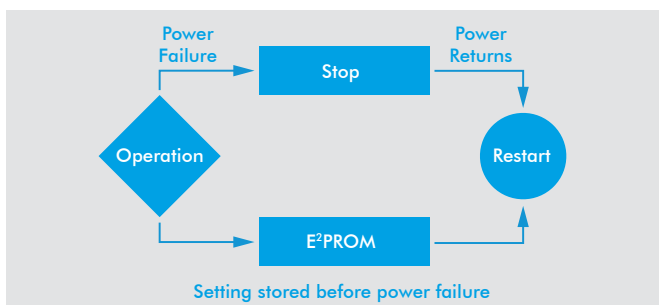 Power
Failure
Stop
Power
Returns
Operation
Restart
E²PROM
Setting stored before power failure